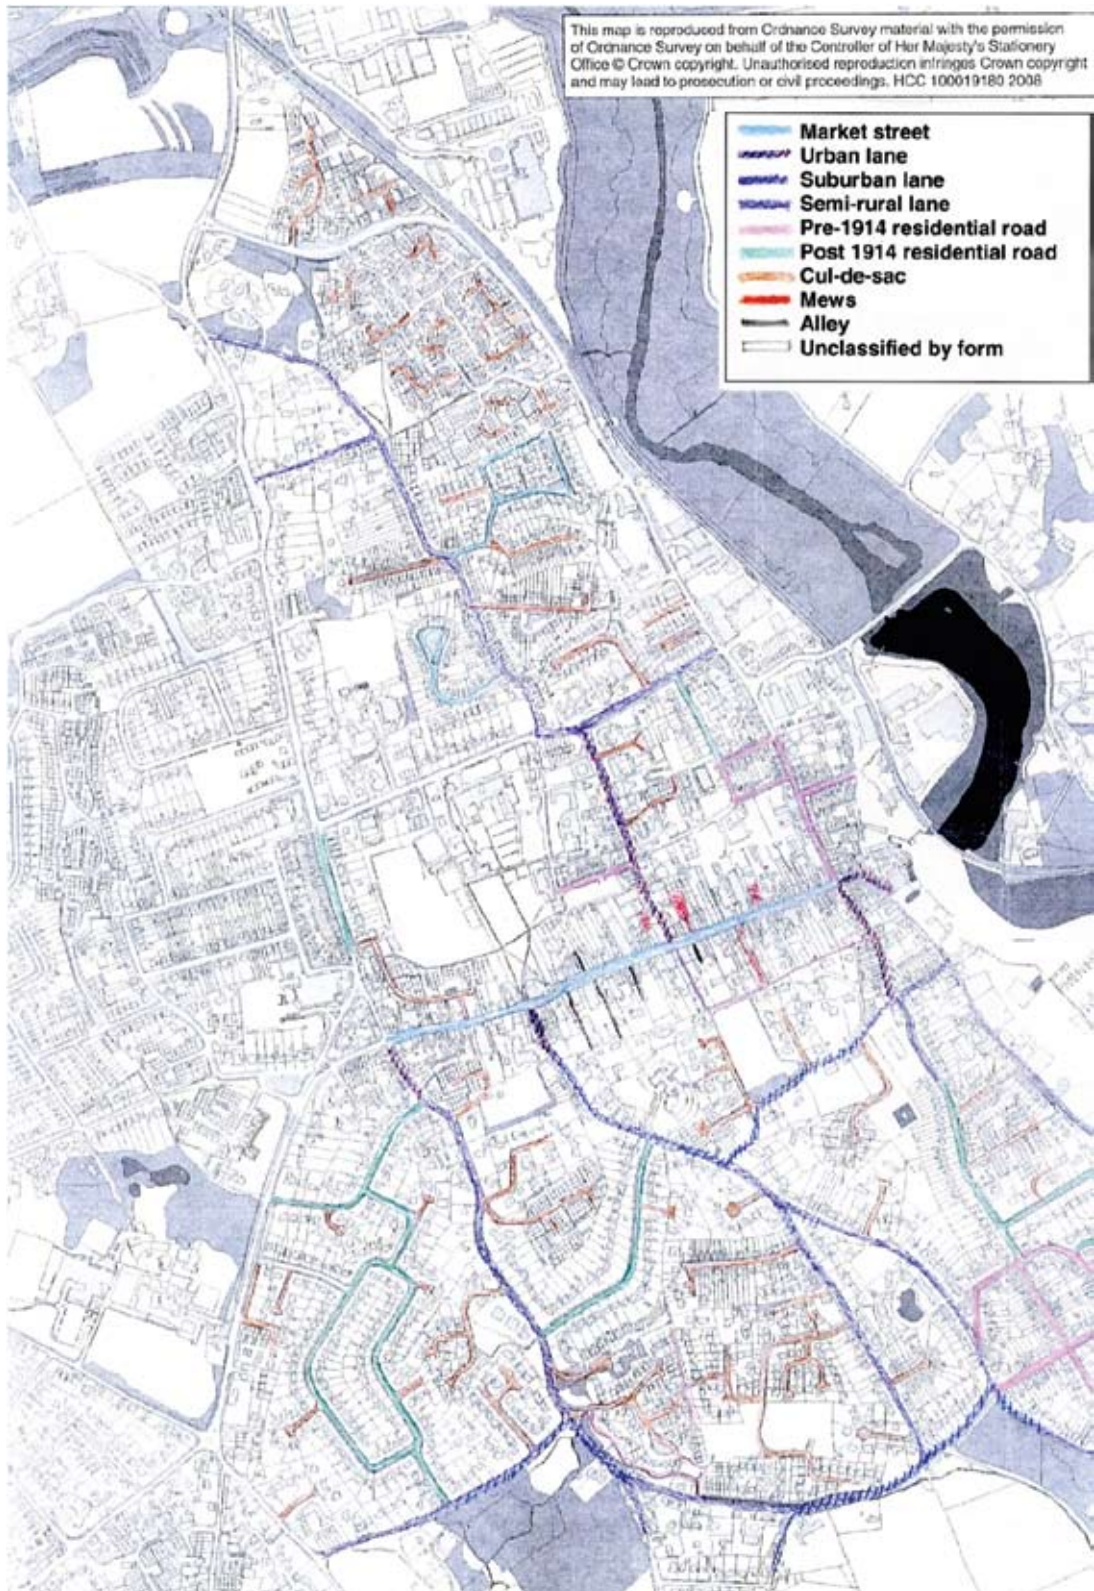 This map is reproduced from Ordnance Survey material with the permission
of Ordnance Survey on behalf of the Controller of Her Majesty's Stationery
Office © Crown copyright. Unauthorised reproduction infringes Crown copyright
and may lead to prosecution or civil proceedings. HCC 100019180 2008
Market street
Urban lane
Suburban lane
Semi-rural lane
Pre-1914 residential road
Post 1914 residential road
Cul-de-sac
Mews
Alley
Unclassified by form